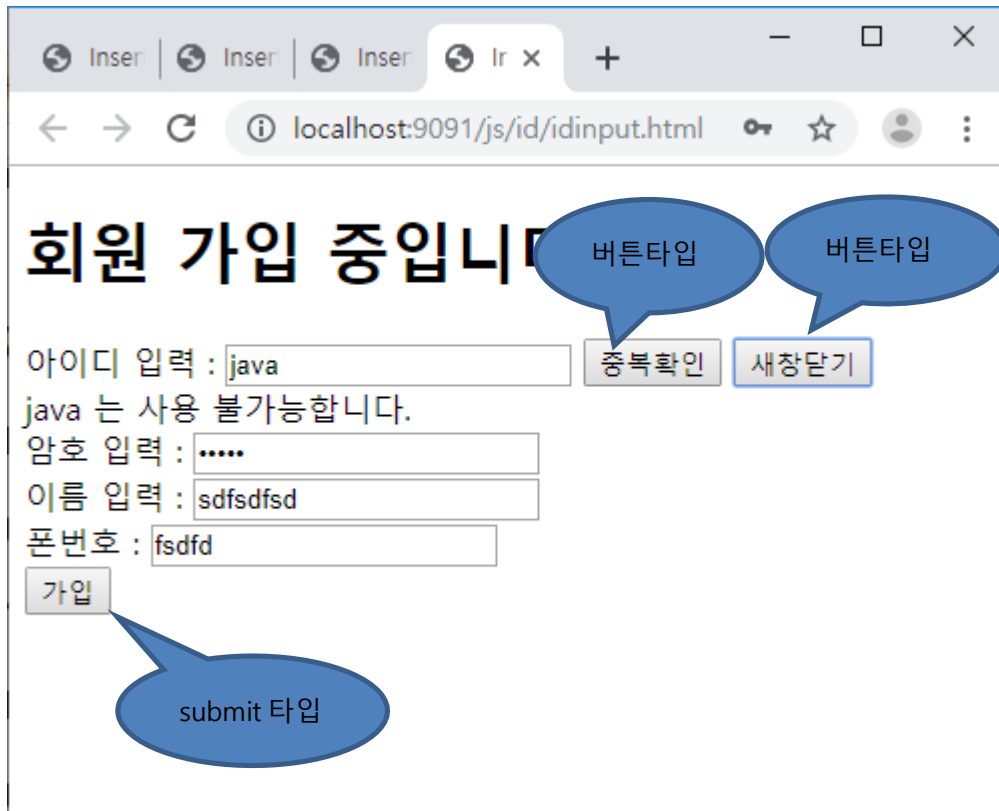 Inser Inser Inser Ir
localhost:9091/js/id/idinput.html
회원 가입 중입니
버튼타입 버튼타입
아이디 입력 : java 중복확인 새창닫기
java 는 사용 불가능합니다.
암호 입력 : •••••
이름 입력 : sdfsdfsd
폰번호 : fsdfd
가입
submit 타입